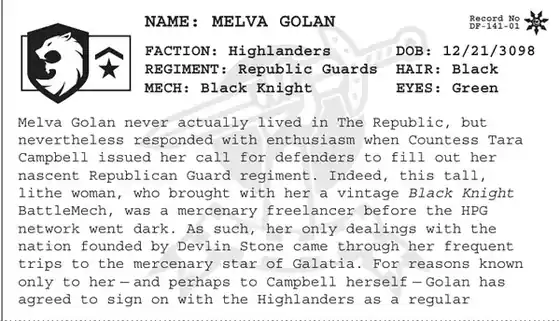 NAME: MELVA GOLAN
Record No
DF-141-01
FACTION: Highlanders DOB: 12/21/3098
REGIMENT: Republic Guards HAIR: Black
MECH: Black Knight EYES: Green
Melva Golan never actually lived in The Republic, but
nevertheless responded with enthusiasm when Countess Tara
Campbell issued her call for defenders to fill out her
nascent Republican Guard regiment. Indeed, this tall,
lithe woman, who brought with her a vintage Black Knight
BattleMech, was a mercenary freelancer before the HPG
network went dark. As such, her only dealings with the
nation founded by Devlin Stone came through her frequent
trips to the mercenary star of Galatia. For reasons known
only to her—and perhaps to Campbell herself—Golan has
agreed to sign on with the Highlanders as a regular